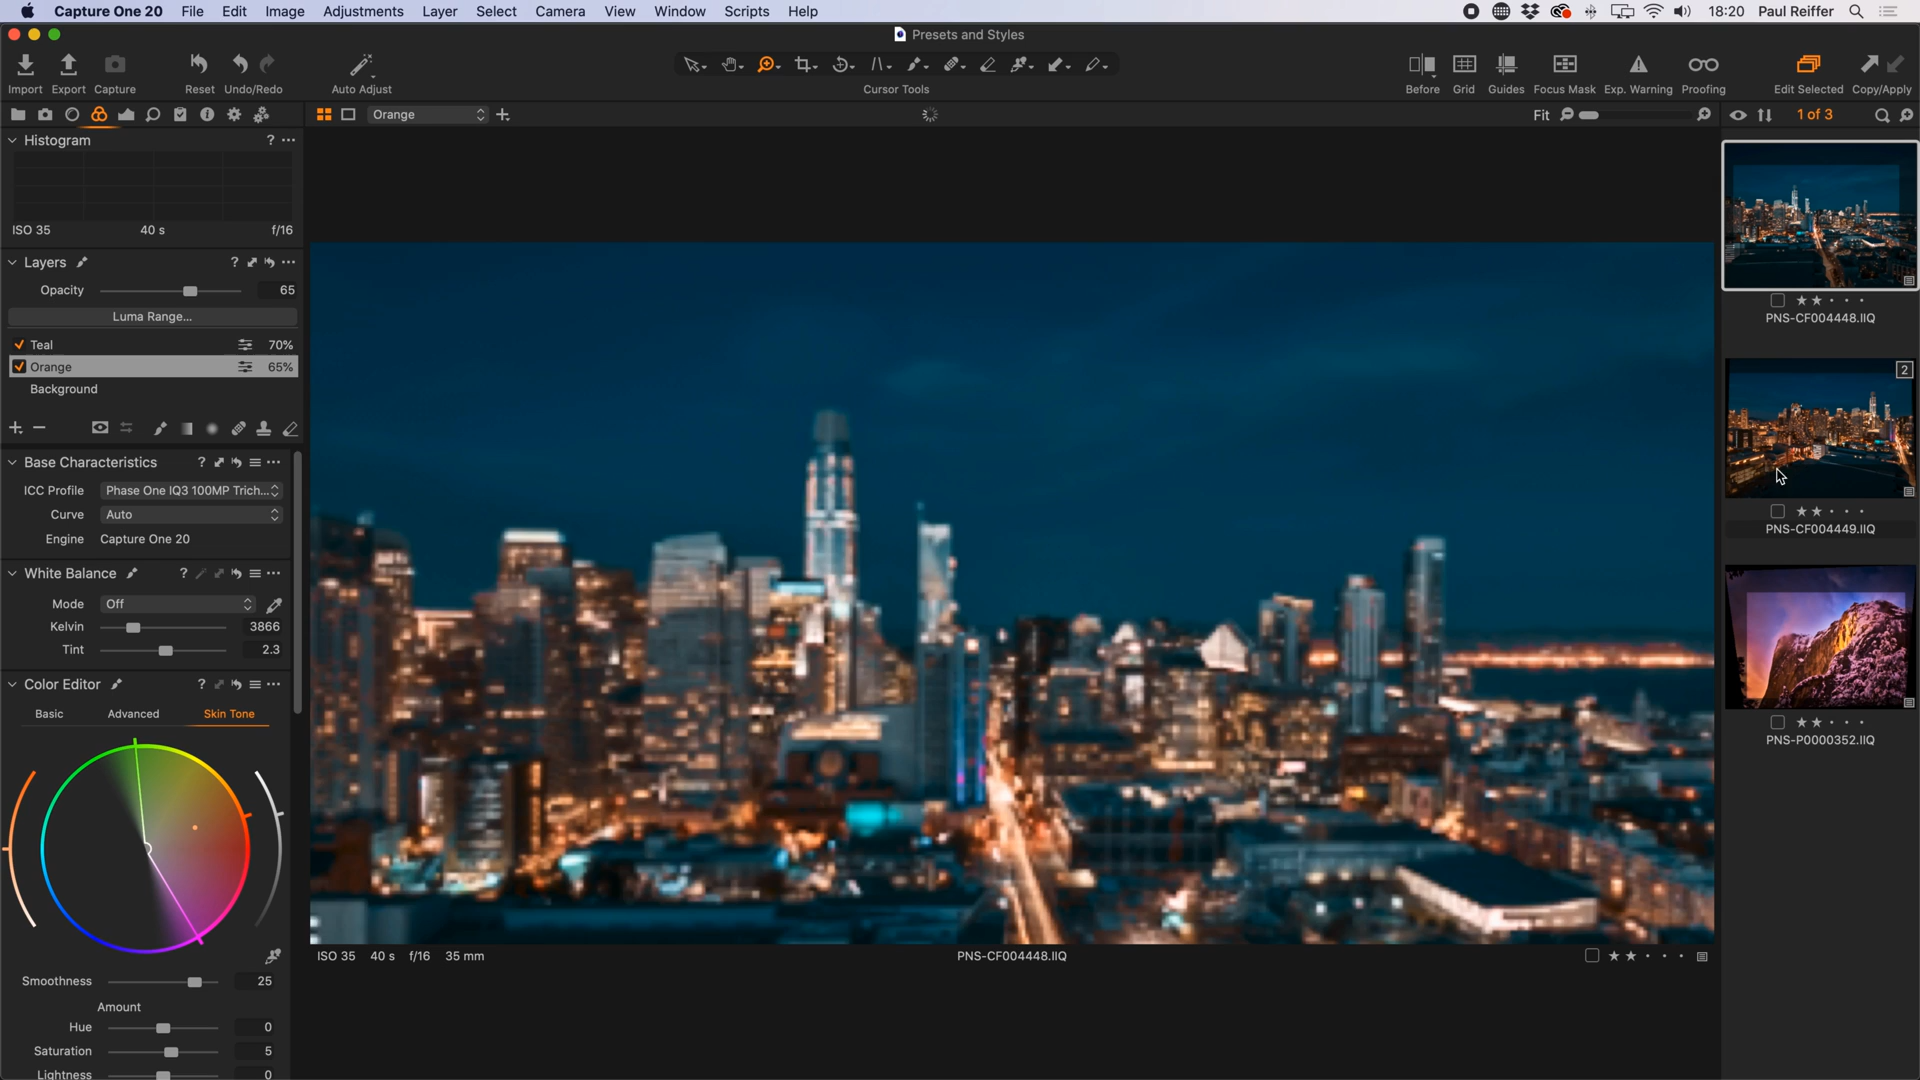 Capture One 20 File Edit Image Adjustments Layer Select Camera View Window Scripts Help 18:20 Paul Reiffer
Presets and Styles
Import Export Capture Reset Undo/Redo Auto Adjust Cursor Tools Before Grid Guides Focus Mask Exp. Warning Proofing Edit Selected Copy/Apply
Orange Fit 1 of 3
Histogram ?
ISO 35 40 s f/16
Layers ?
Opacity 65
Luma Range...
Teal 70%
Orange 65%
Background
Base Characteristics ?
ICC Profile Phase One IQ3 100MP Trich...
Curve Auto
Engine Capture One 20
White Balance ?
Mode Off
Kelvin 3866
Tint 2.3
Color Editor ?
Basic Advanced Skin Tone
Smoothness 25
Amount
Hue 0
Saturation 5
Lightness 0
ISO 35 40 s f/16 35 mm PNS-CF004448.IIQ
PNS-CF004448.IIQ
2
PNS-CF004449.IIQ
PNS-P0000352.IIQ